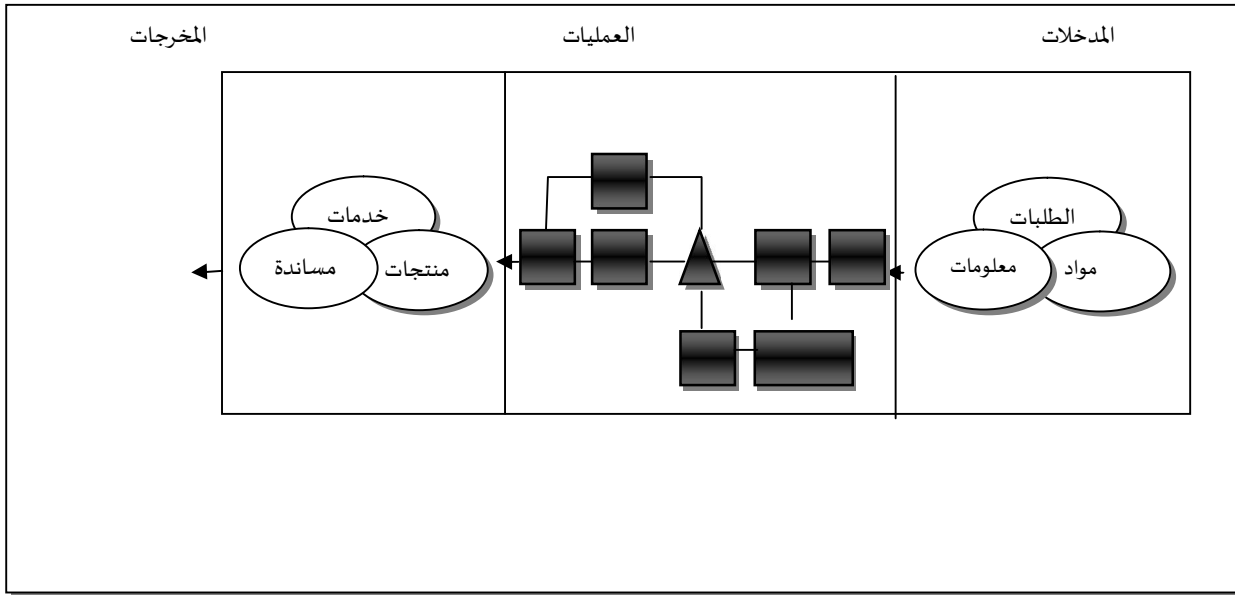 المدخلات
العمليات
المخرجات
الطلبات
مواد
معلومات
خدمات
منتجات
مساندة